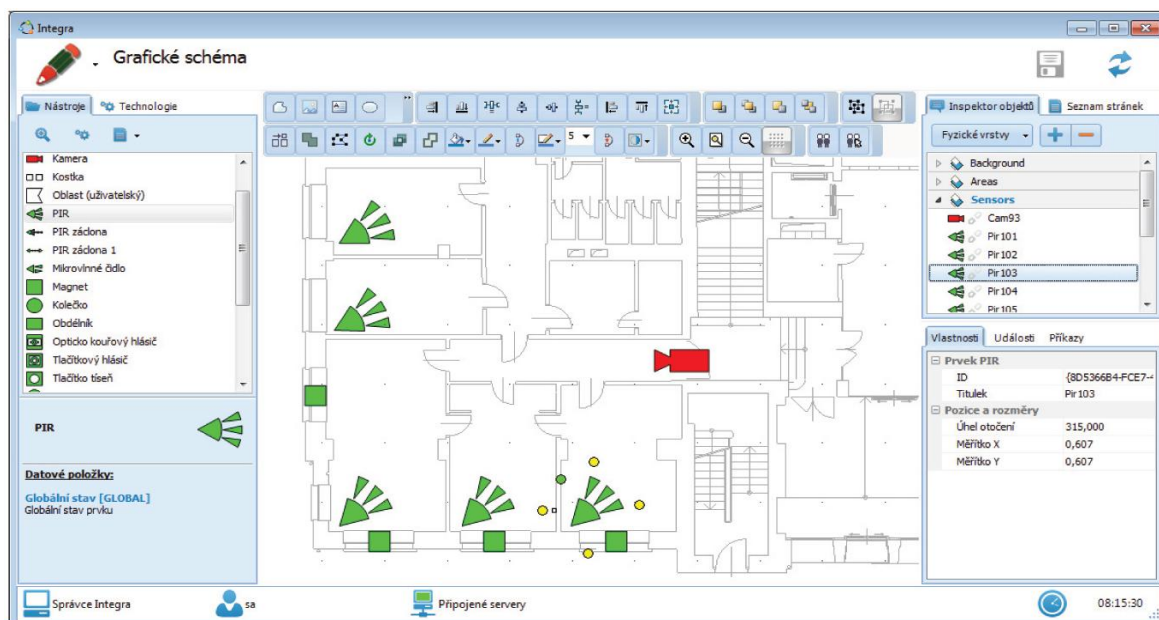 Integra
Grafické schéma
Nástroje
Technologie
Kamera
Kostka
Oblast (uživatelský)
PIR
PIR záclona
PIR záclona 1
Mikrovlnné čidlo
Magnet
Kolečko
Obdélník
Opticko kouřový hlásič
Tlačítkový hlásič
Tlačítko tíseň
PIR
Datové položky:
Globální stav [GLOBAL]
Globální stav prvku
5
Inspektor objektů
Seznam stránek
Fyzické vrstvy
Background
Areas
Sensors
Cam93
Pir101
Pir102
Pir103
Pir104
Pir105
Vlastnosti
Události
Příkazy
Prvek PIR
ID {8D5366B4-FCE7-4
Titulek Pir103
Pozice a rozměry
Úhel otočení 315,000
Měřítko X 0,607
Měřítko Y 0,607
Správce Integra
sa
Připojené servery
08:15:30